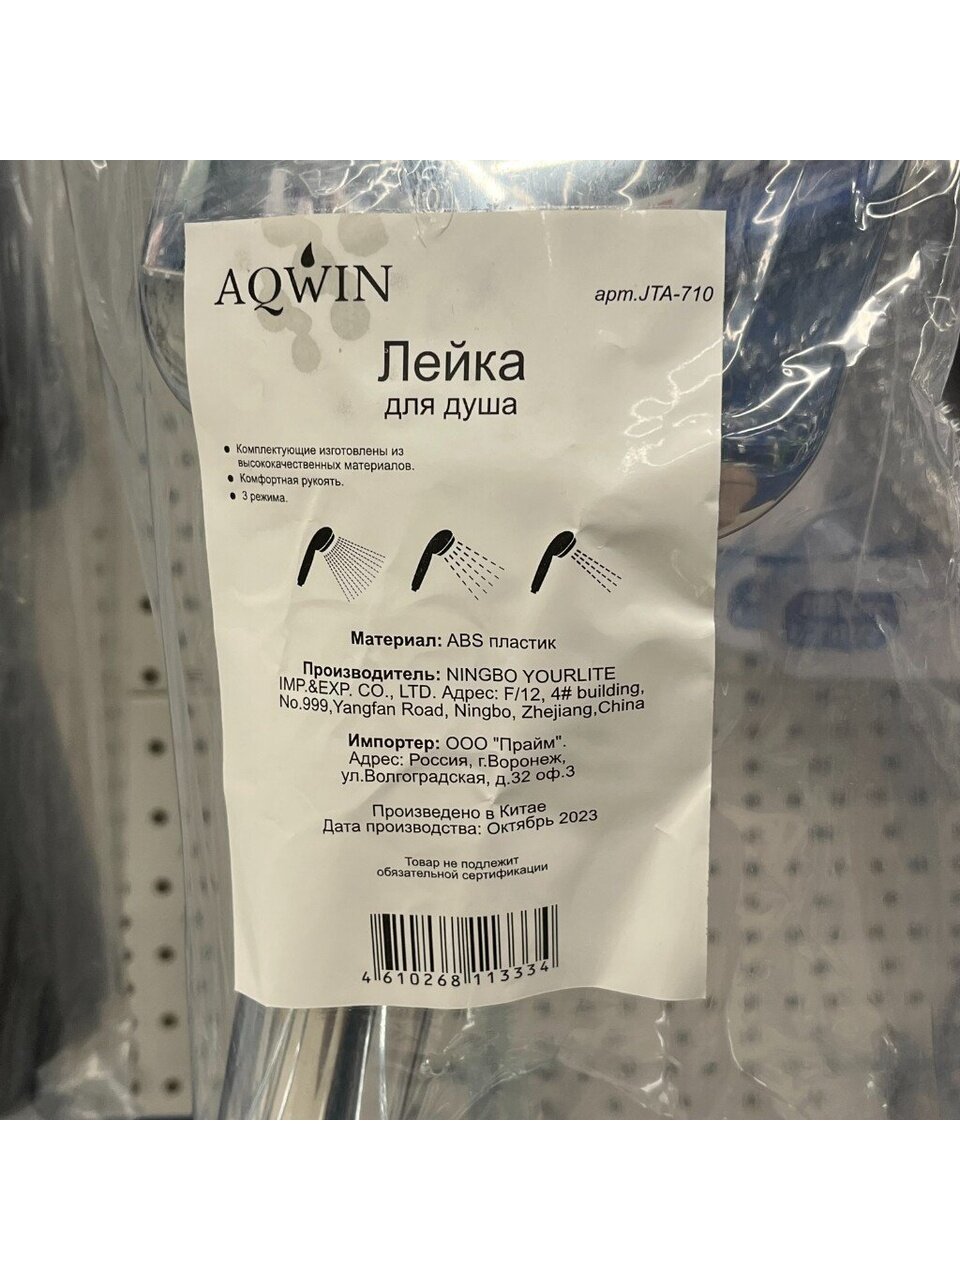 AQWIN
арт.JTA-710
Лейка
для душа
Комплектующие изготовлены из
высококачественных материалов.
Комфортная рукоять.
3 режима.
Материал: ABS пластик
Производитель: NINGBO YOURLITE
IMP.&EXP. CO., LTD. Адрес: F/12, 4# building,
No.999,Yangfan Road, Ningbo, Zhejiang,China
Импортер: ООО "Прайм".
Адрес: Россия, г.Воронеж,
ул.Волгоградская, д.32 оф.3
Произведено в Китае
Дата производства: Октябрь 2023
Товар не подлежит
обязательной сертификации
4 610268 113334